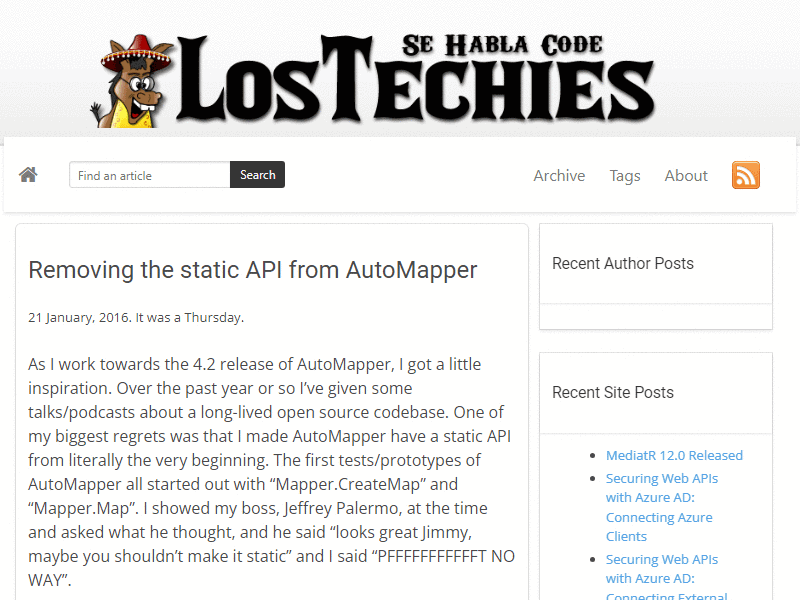 Se Habla Code
LosTechies
Find an article
Search
Archive
Tags
About
Removing the static API from AutoMapper
21 January, 2016. It was a Thursday.
As I work towards the 4.2 release of AutoMapper, I got a little
inspiration. Over the past year or so I’ve given some
talks/podcasts about a long-lived open source codebase. One of
my biggest regrets was that I made AutoMapper have a static API
from literally the very beginning. The first tests/prototypes of
AutoMapper all started out with “Mapper.CreateMap” and
“Mapper.Map”. I showed my boss, Jeffrey Palermo, at the time
and asked what he thought, and he said “looks great Jimmy,
maybe you shouldn’t make it static” and I said “PFFFFFFFFFFFT NO
WAY”.
Recent Author Posts
Recent Site Posts
MediatR 12.0 Released
Securing Web APIs
with Azure AD:
Connecting Azure
Clients
Securing Web APIs
with Azure AD:
Connecting External